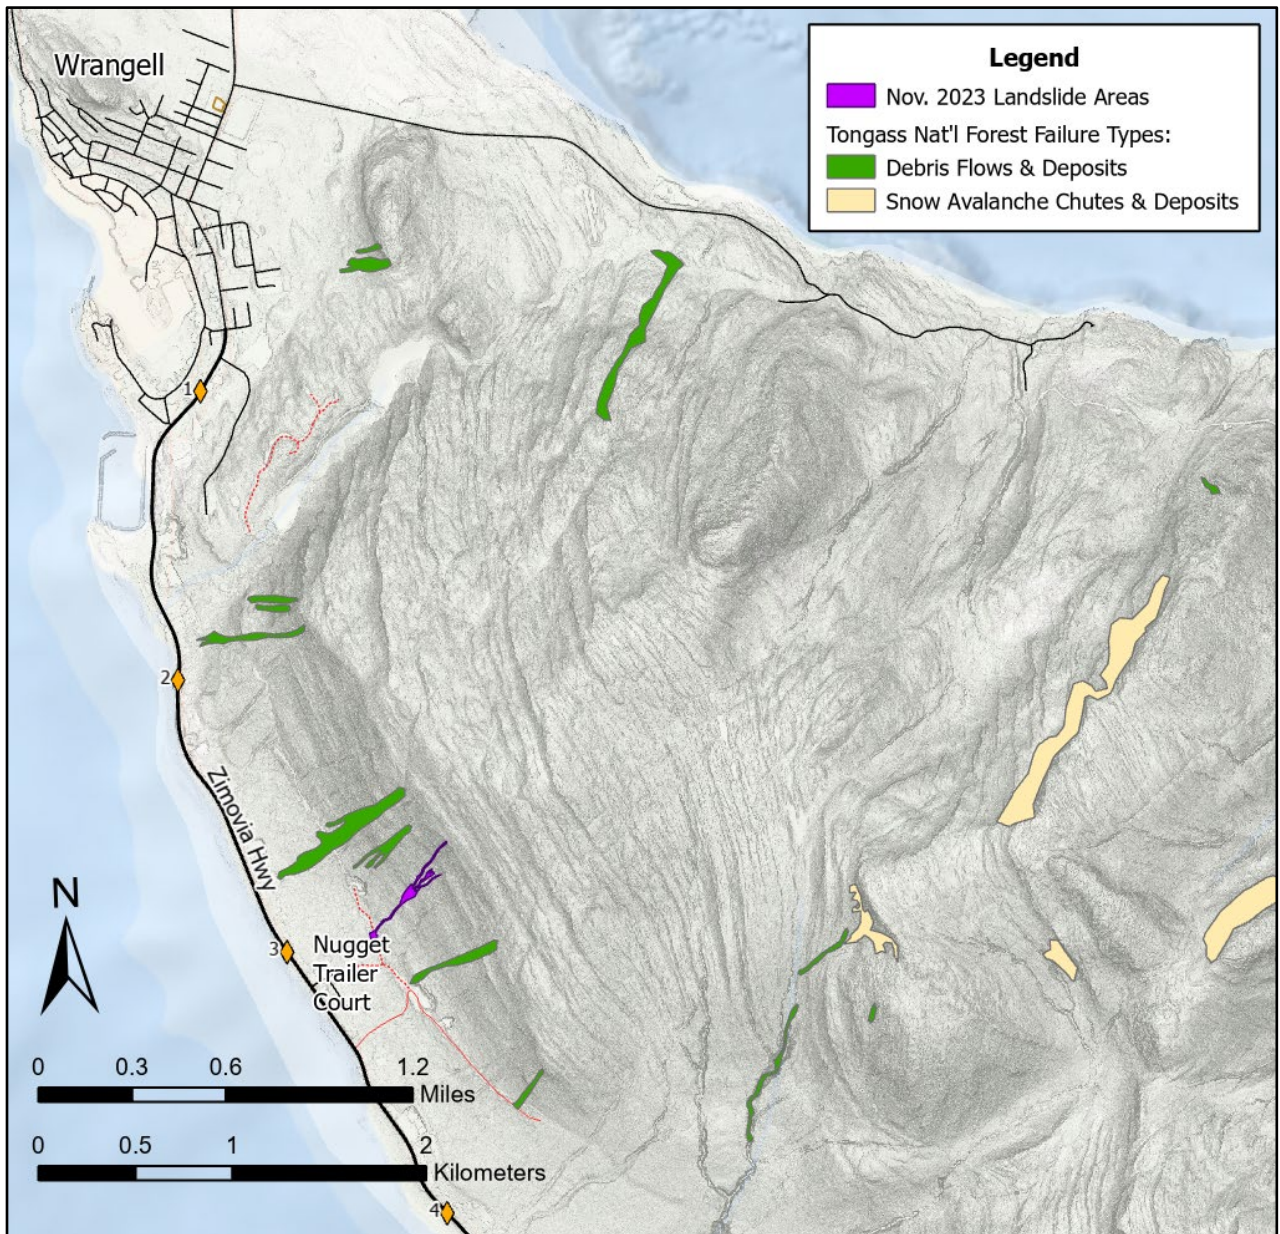 Wrangell
Legend
Nov. 2023 Landslide Areas
Tongass Nat'l Forest Failure Types:
Debris Flows & Deposits
Snow Avalanche Chutes & Deposits
1
2
Zimovia Hwy
3
Nugget
Trailer
Court
N
0 0.3 0.6 1.2
Miles
0 0.5 1 2
Kilometers
4